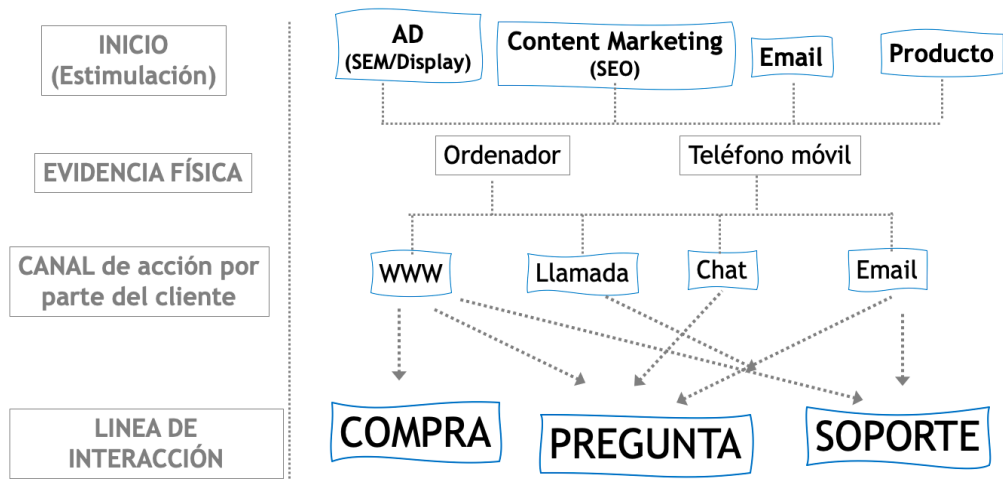 INICIO
(Estimulación)
AD
(SEM/Display)
Content Marketing
(SEO)
Email
Producto
EVIDENCIA FÍSICA
Ordenador
Teléfono móvil
CANAL de acción por
parte del cliente
WWW
Llamada
Chat
Email
LINEA DE
INTERACCIÓN
COMPRA
PREGUNTA
SOPORTE